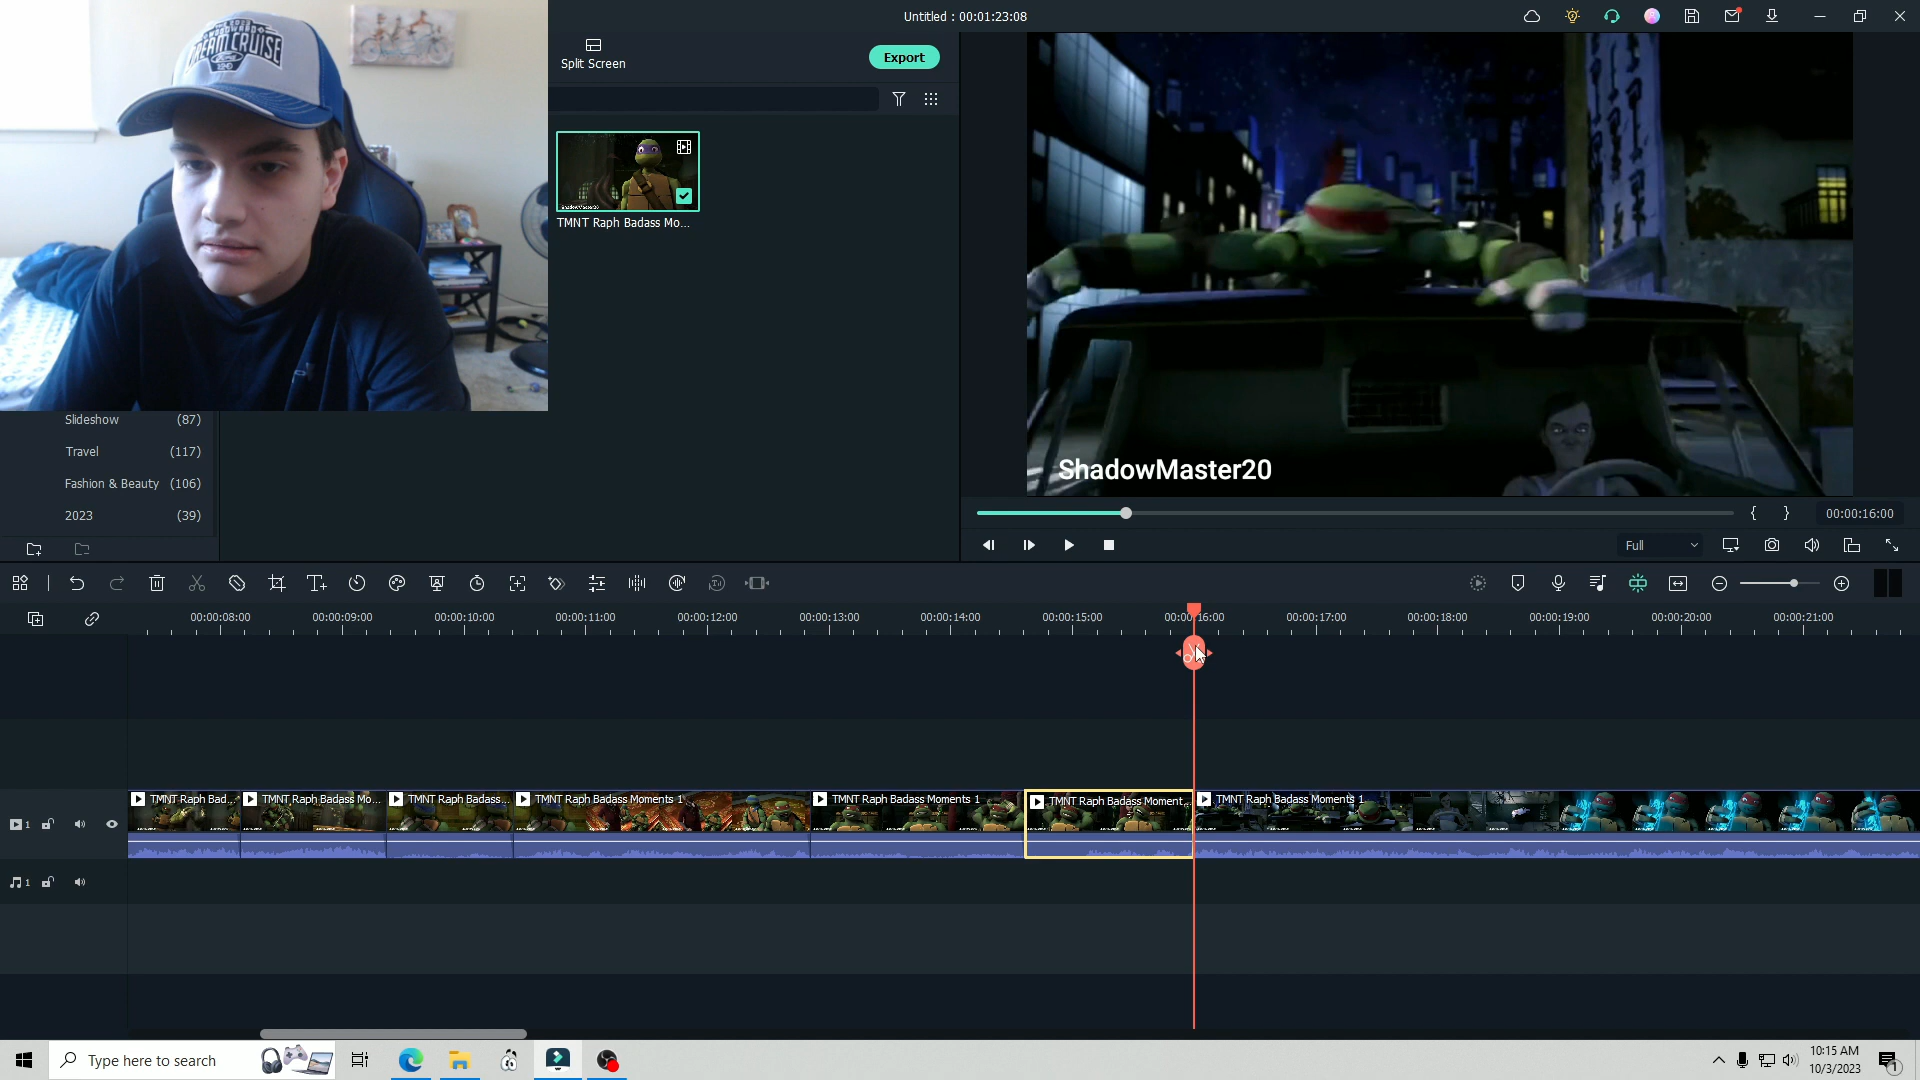 WOODWARD
DREAM CRUISE
Ford
Untitled : 00:01:23:08
Split Screen
Export
TMNT Raph Badass Mo...
ShadowMaster20
Slideshow (87)
Travel (117)
Fashion & Beauty (106)
2023 (39)
{ } 00:00:16:00
Full
00:00:08:00 00:00:09:00 00:00:10:00 00:00:11:00 00:00:12:00 00:00:13:00 00:00:14:00 00:00:15:00 00:00:16:00 00:00:17:00 00:00:18:00 00:00:19:00 00:00:20:00 00:00:21:00
TMNT Raph Bad... TMNT Raph Badass Mo... TMNT Raph Badass... TMNT Raph Badass Moments 1 TMNT Raph Badass Moments 1 TMNT Raph Badass Moment... TMNT Raph Badass Moments 1
1
1
Type here to search
10:15 AM
10/3/2023
1